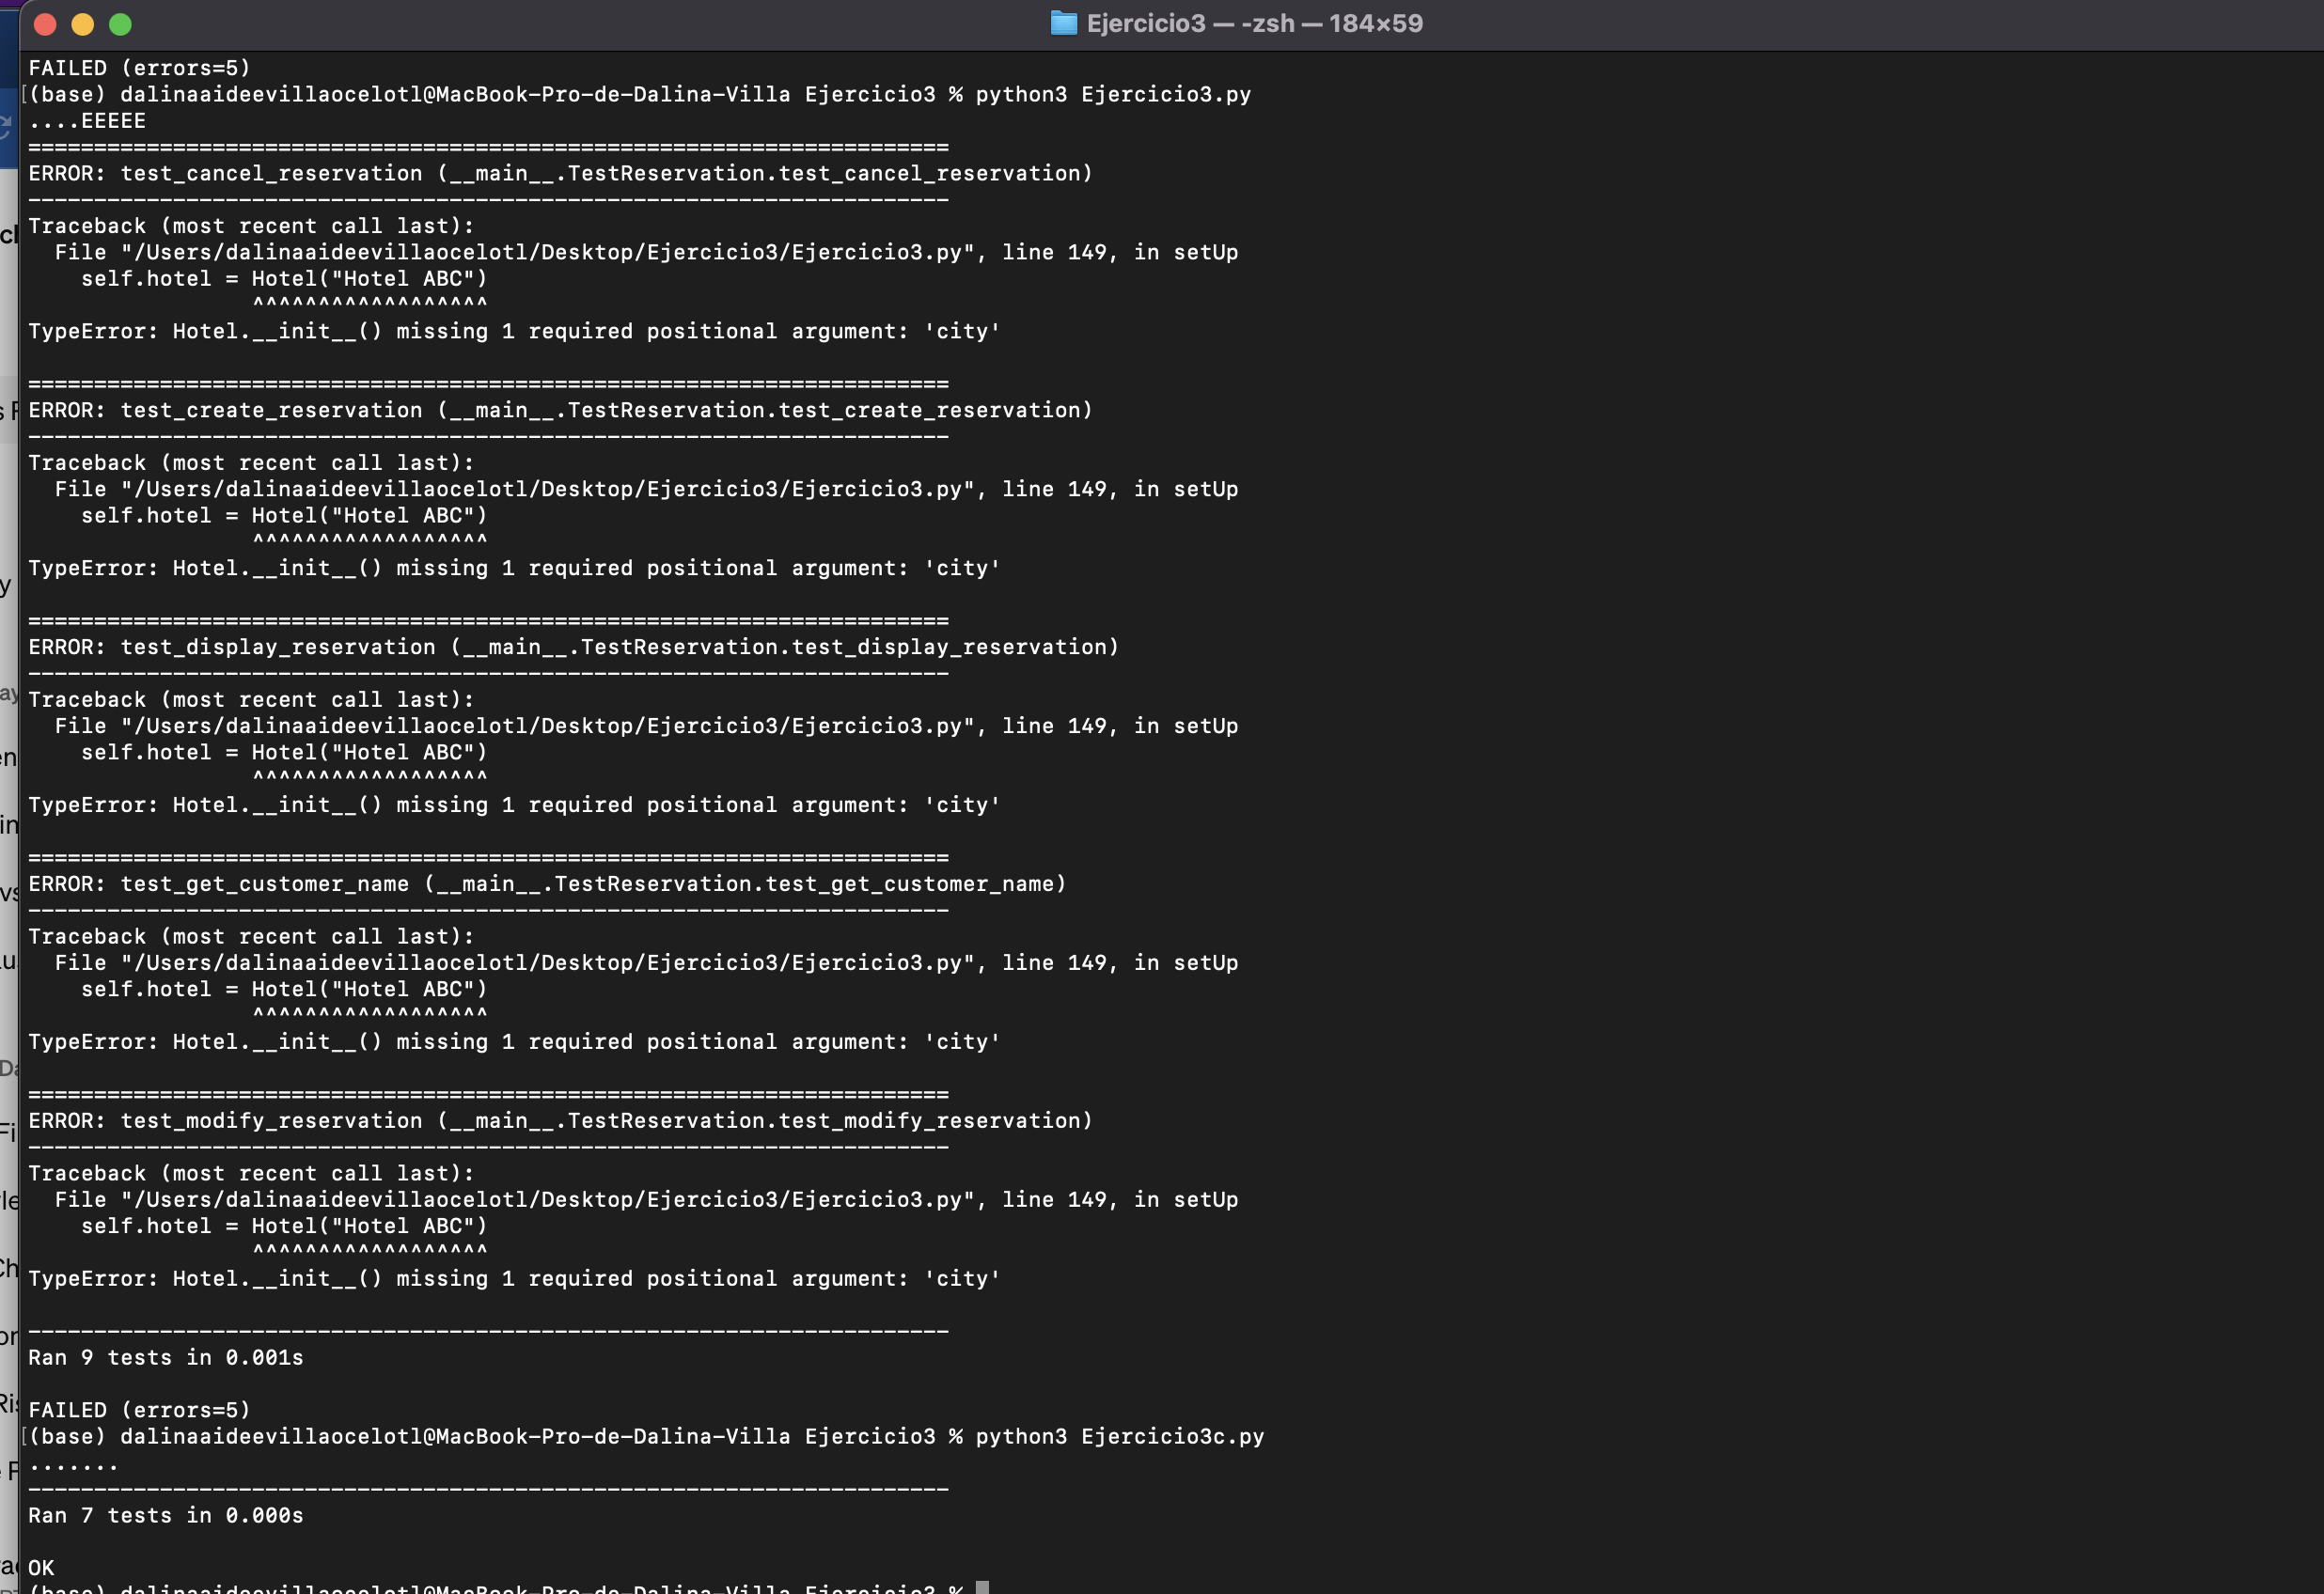 Ejercicio3 — -zsh — 184×59
FAILED (errors=5)
[(base) dalinaaideevillaocelotl@MacBook-Pro-de-Dalina-Villa Ejercicio3 % python3 Ejercicio3.py
....EEEEE
======================================================================
ERROR: test_cancel_reservation (__main__.TestReservation.test_cancel_reservation)
----------------------------------------------------------------------
Traceback (most recent call last):
  File "/Users/dalinaaideevillaocelotl/Desktop/Ejercicio3/Ejercicio3.py", line 149, in setUp
    self.hotel = Hotel("Hotel ABC")
                 ^^^^^^^^^^^^^^^^^^
TypeError: Hotel.__init__() missing 1 required positional argument: 'city'
======================================================================
ERROR: test_create_reservation (__main__.TestReservation.test_create_reservation)
----------------------------------------------------------------------
Traceback (most recent call last):
  File "/Users/dalinaaideevillaocelotl/Desktop/Ejercicio3/Ejercicio3.py", line 149, in setUp
    self.hotel = Hotel("Hotel ABC")
                 ^^^^^^^^^^^^^^^^^^
TypeError: Hotel.__init__() missing 1 required positional argument: 'city'
======================================================================
ERROR: test_display_reservation (__main__.TestReservation.test_display_reservation)
----------------------------------------------------------------------
Traceback (most recent call last):
  File "/Users/dalinaaideevillaocelotl/Desktop/Ejercicio3/Ejercicio3.py", line 149, in setUp
    self.hotel = Hotel("Hotel ABC")
                 ^^^^^^^^^^^^^^^^^^
TypeError: Hotel.__init__() missing 1 required positional argument: 'city'
======================================================================
ERROR: test_get_customer_name (__main__.TestReservation.test_get_customer_name)
----------------------------------------------------------------------
Traceback (most recent call last):
  File "/Users/dalinaaideevillaocelotl/Desktop/Ejercicio3/Ejercicio3.py", line 149, in setUp
    self.hotel = Hotel("Hotel ABC")
                 ^^^^^^^^^^^^^^^^^^
TypeError: Hotel.__init__() missing 1 required positional argument: 'city'
======================================================================
ERROR: test_modify_reservation (__main__.TestReservation.test_modify_reservation)
----------------------------------------------------------------------
Traceback (most recent call last):
  File "/Users/dalinaaideevillaocelotl/Desktop/Ejercicio3/Ejercicio3.py", line 149, in setUp
    self.hotel = Hotel("Hotel ABC")
                 ^^^^^^^^^^^^^^^^^^
TypeError: Hotel.__init__() missing 1 required positional argument: 'city'
----------------------------------------------------------------------
Ran 9 tests in 0.001s
FAILED (errors=5)
[(base) dalinaaideevillaocelotl@MacBook-Pro-de-Dalina-Villa Ejercicio3 % python3 Ejercicio3c.py
.......
----------------------------------------------------------------------
Ran 7 tests in 0.000s
OK
(base) dalinaaideevillaocelotl@MacBook-Pro-de-Dalina-Villa Ejercicio3 %